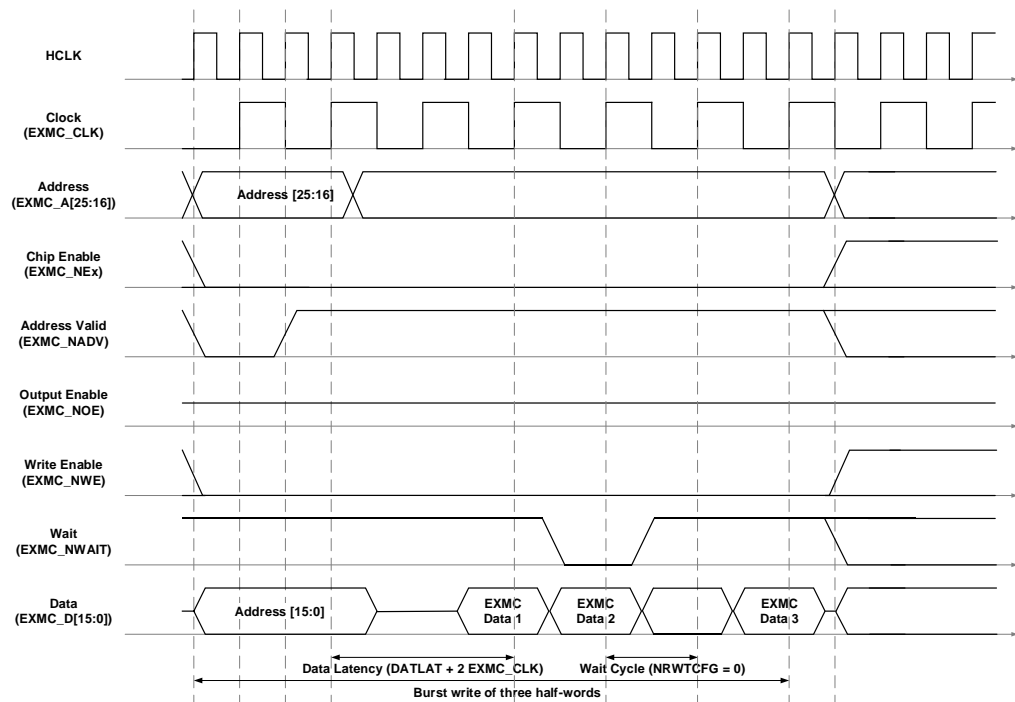 HCLK
Clock
(EXMC_CLK)
Address
(EXMC_A[25:16])
Address [25:16]
Chip Enable
(EXMC_NEx)
Address Valid
(EXMC_NADV)
Output Enable
(EXMC_NOE)
Write Enable
(EXMC_NWE)
Wait
(EXMC_NWAIT)
Data
(EXMC_D[15:0])
Address [15:0]
EXMC
Data 1
EXMC
Data 2
EXMC
Data 3
Data Latency (DATLAT + 2 EXMC_CLK)
Wait Cycle (NRWTCFG = 0)
Burst write of three half-words